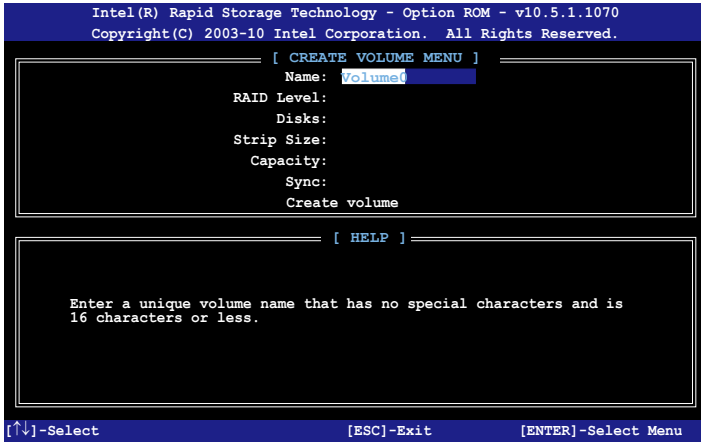 Intel(R) Rapid Storage Technology - Option ROM - v10.5.1.1070
Copyright(C) 2003-10 Intel Corporation.  All Rights Reserved.
[ CREATE VOLUME MENU ]
Name: Volume0
RAID Level:
Disks:
Strip Size:
Capacity:
Sync:
Create volume
[ HELP ]
Enter a unique volume name that has no special characters and is
16 characters or less.
[↑↓]-Select [ESC]-Exit [ENTER]-Select Menu